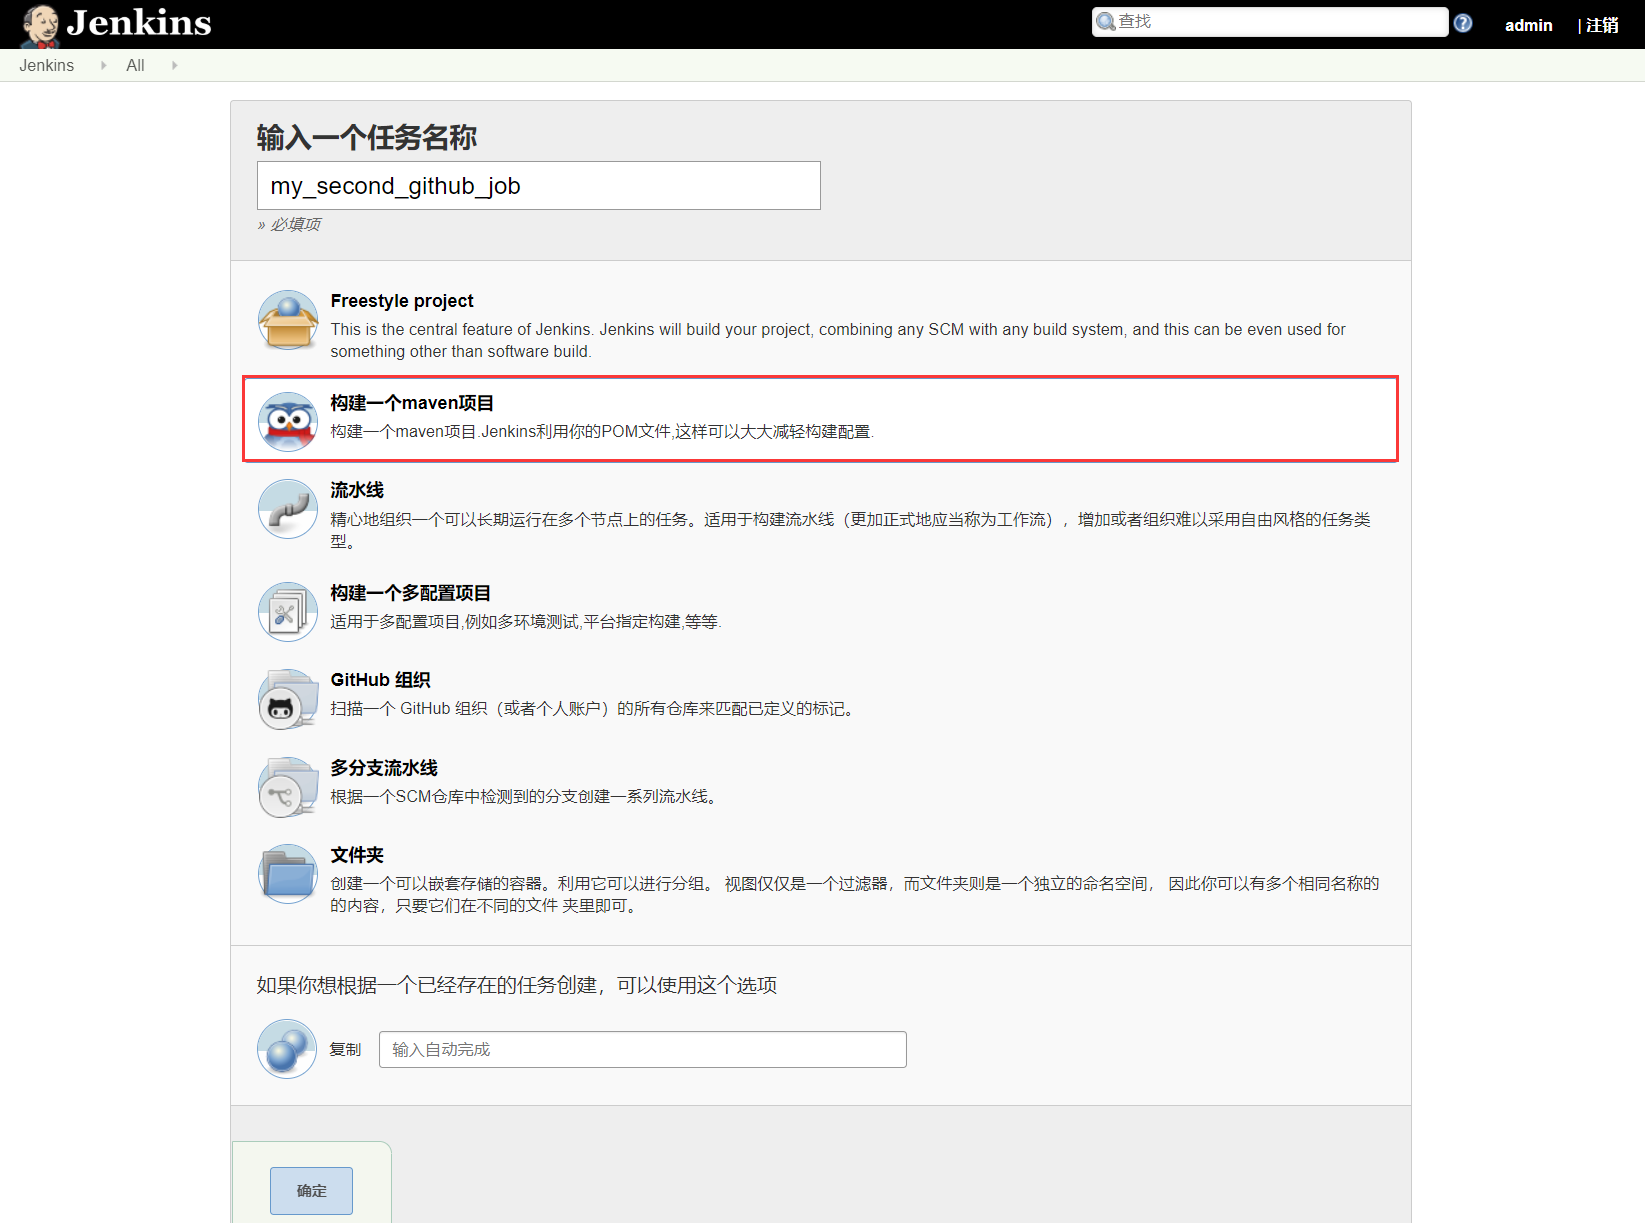 Jenkins
查找
admin
| 注销
Jenkins
All
输入一个任务名称
my_second_github_job
» 必填项
Freestyle project
This is the central feature of Jenkins. Jenkins will build your project, combining any SCM with any build system, and this can be even used for
something other than software build.
构建一个maven项目
构建一个maven项目.Jenkins利用你的POM文件,这样可以大大减轻构建配置.
流水线
精心地组织一个可以长期运行在多个节点上的任务。适用于构建流水线（更加正式地应当称为工作流），增加或者组织难以采用自由风格的任务类
型。
构建一个多配置项目
适用于多配置项目,例如多环境测试,平台指定构建,等等.
GitHub 组织
扫描一个 GitHub 组织（或者个人账户）的所有仓库来匹配已定义的标记。
多分支流水线
根据一个SCM仓库中检测到的分支创建一系列流水线。
文件夹
创建一个可以嵌套存储的容器。利用它可以进行分组。 视图仅仅是一个过滤器，而文件夹则是一个独立的命名空间， 因此你可以有多个相同名称的
的内容，只要它们在不同的文件 夹里即可。
如果你想根据一个已经存在的任务创建，可以使用这个选项
复制
输入自动完成
确定